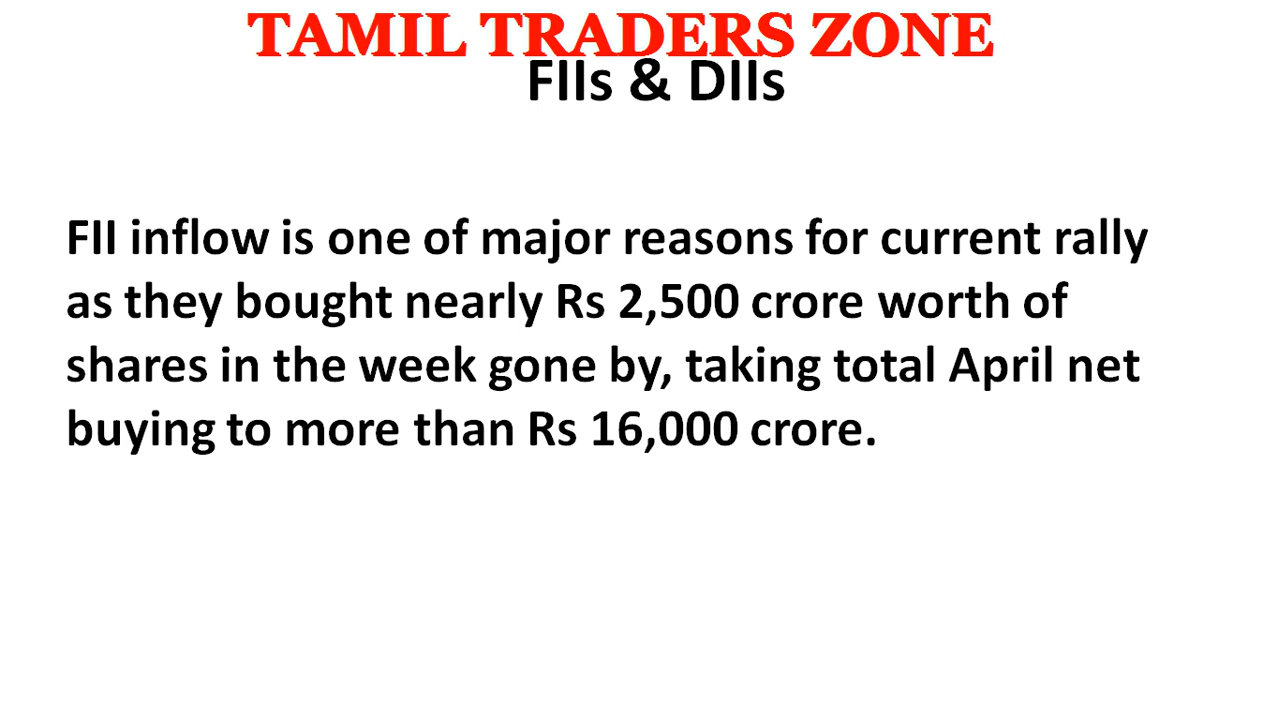 TAMIL TRADERS ZONE
FIIs & DIIs
FII inflow is one of major reasons for current rally
as they bought nearly Rs 2,500 crore worth of
shares in the week gone by, taking total April net
buying to more than Rs 16,000 crore.